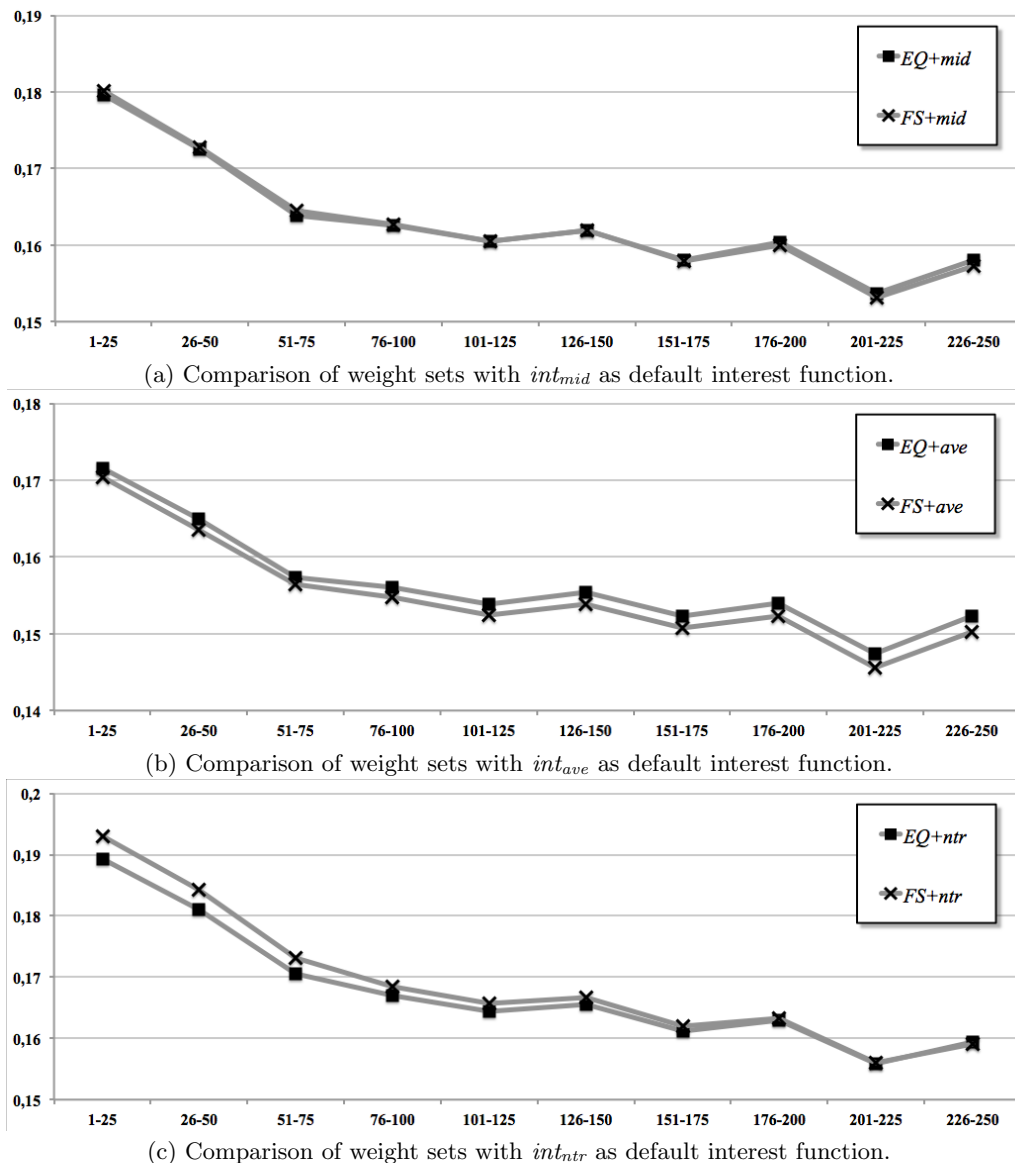 0,19
0,18
0,17
0,16
0,15
EQ+mid
FS+mid
1-25 26-50 51-75 76-100 101-125 126-150 151-175 176-200 201-225 226-250
(a) Comparison of weight sets with int_mid as default interest function.
0,18
0,17
0,16
0,15
0,14
EQ+ave
FS+ave
1-25 26-50 51-75 76-100 101-125 126-150 151-175 176-200 201-225 226-250
(b) Comparison of weight sets with int_ave as default interest function.
0,2
0,19
0,18
0,17
0,16
0,15
EQ+ntr
FS+ntr
1-25 26-50 51-75 76-100 101-125 126-150 151-175 176-200 201-225 226-250
(c) Comparison of weight sets with int_ntr as default interest function.